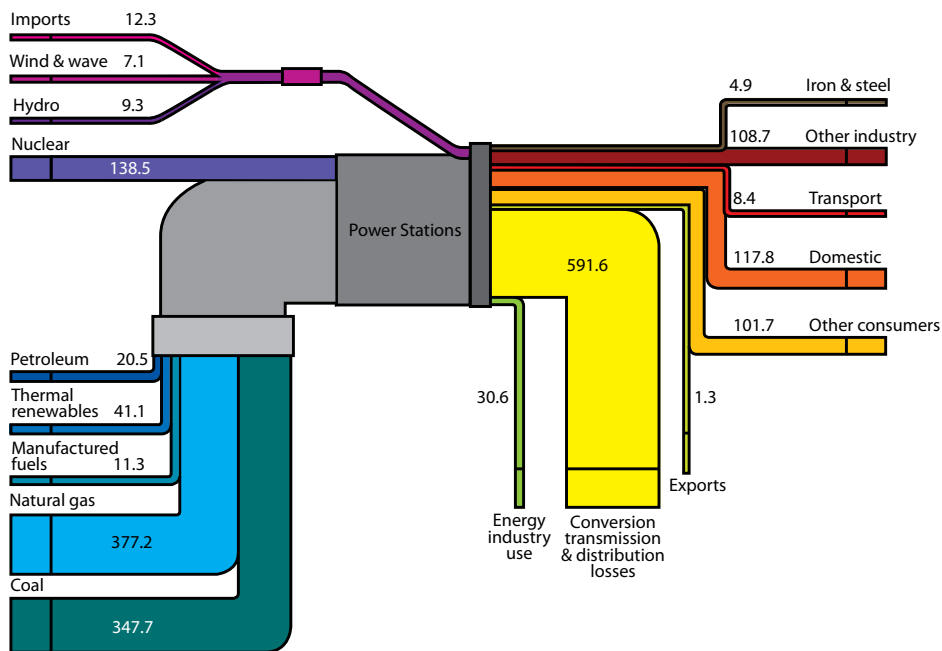 Imports 12.3
Wind & wave 7.1
Hydro 9.3
Nuclear
138.5
Power Stations
Petroleum 20.5
Thermal
renewables 41.1
Manufactured
fuels 11.3
Natural gas
377.2
Coal
347.7
4.9 Iron & steel
108.7 Other industry
8.4 Transport
591.6
117.8 Domestic
101.7 Other consumers
30.6
1.3
Exports
Energy
industry
use
Conversion
transmission
& distribution
losses